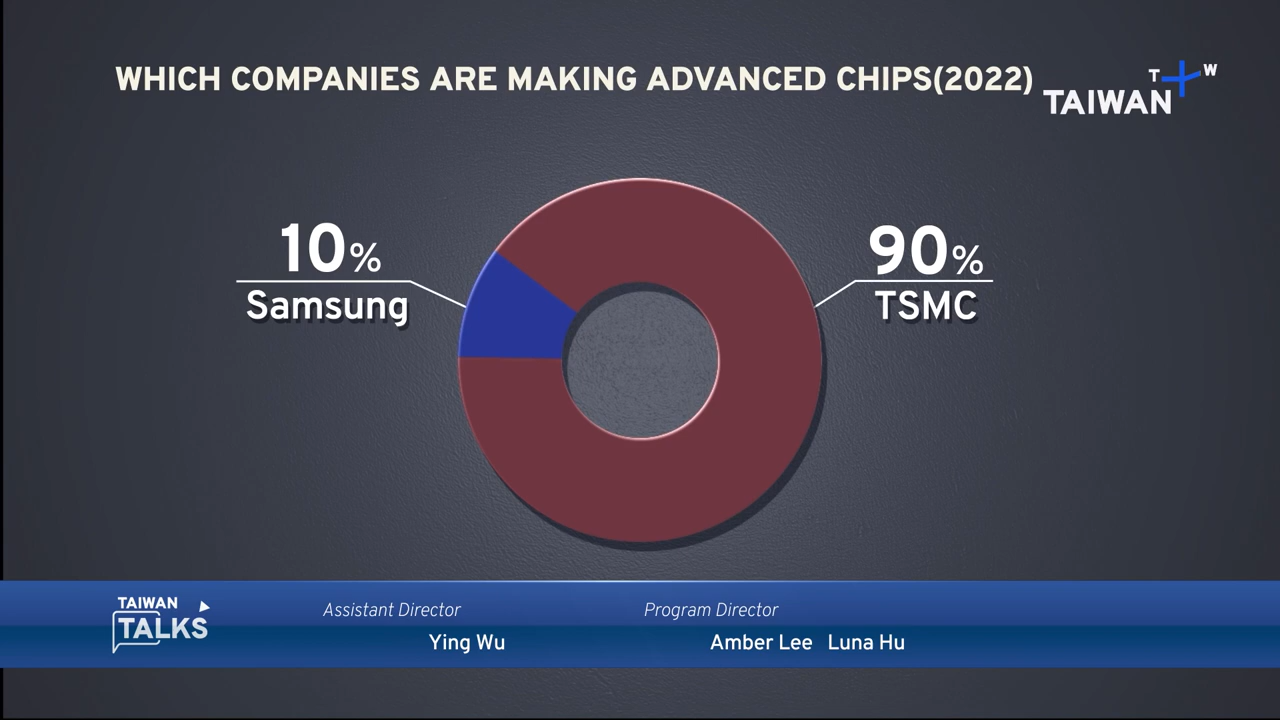 WHICH COMPANIES ARE MAKING ADVANCED CHIPS(2022)
T W
TAIWAN
10%
Samsung
90%
TSMC
TAIWAN
TALKS
Assistant Director
Ying Wu
Program Director
Amber Lee Luna Hu